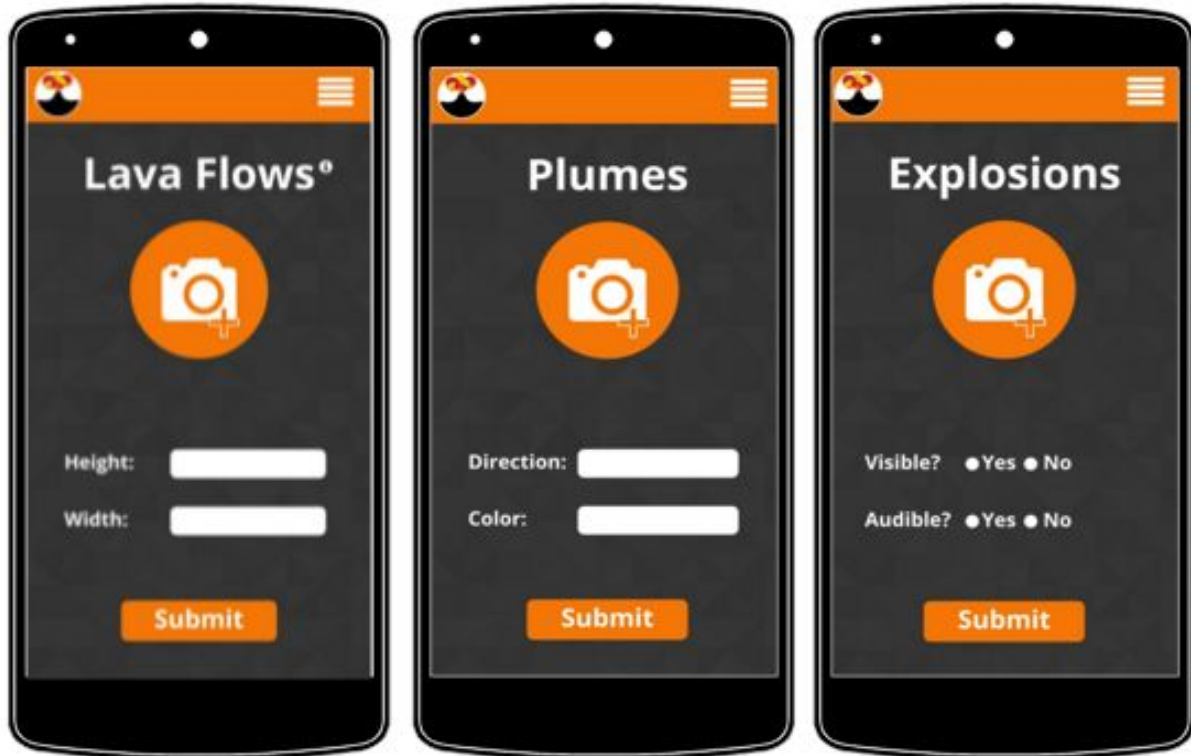 Lava Flows
Height:
Width:
Submit
Plumes
Direction:
Color:
Submit
Explosions
Visible? Yes No
Audible? Yes No
Submit